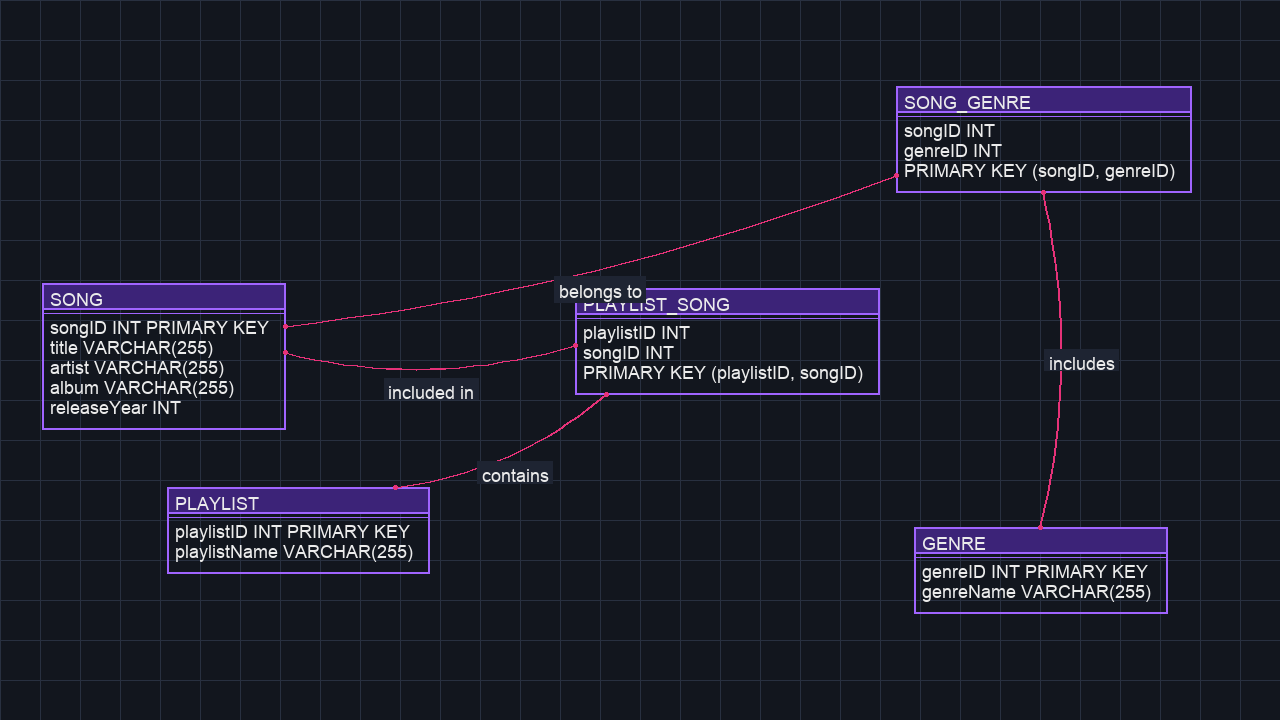 SONG_GENRE
songID INT
genreID INT
PRIMARY KEY (songID, genreID)
belongs to
SONG
songID INT PRIMARY KEY
title VARCHAR(255)
artist VARCHAR(255)
album VARCHAR(255)
releaseYear INT
PLAYLIST_SONG
playlistID INT
songID INT
PRIMARY KEY (playlistID, songID)
included in
includes
contains
PLAYLIST
playlistID INT PRIMARY KEY
playlistName VARCHAR(255)
GENRE
genreID INT PRIMARY KEY
genreName VARCHAR(255)